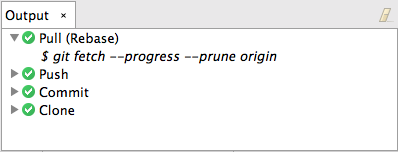 Output ×
Pull (Rebase)
$ git fetch --progress --prune origin
Push
Commit
Clone